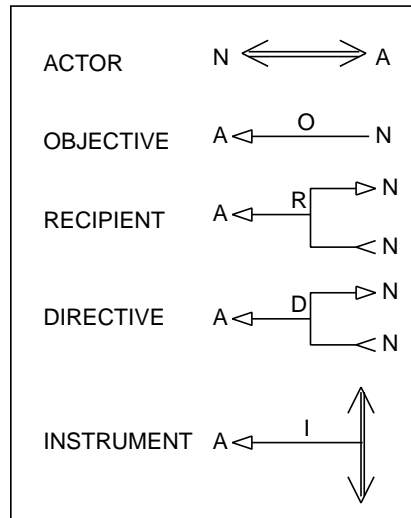 ACTOR N A
OBJECTIVE A O N
RECIPIENT A R N N
DIRECTIVE A D N N
INSTRUMENT A I